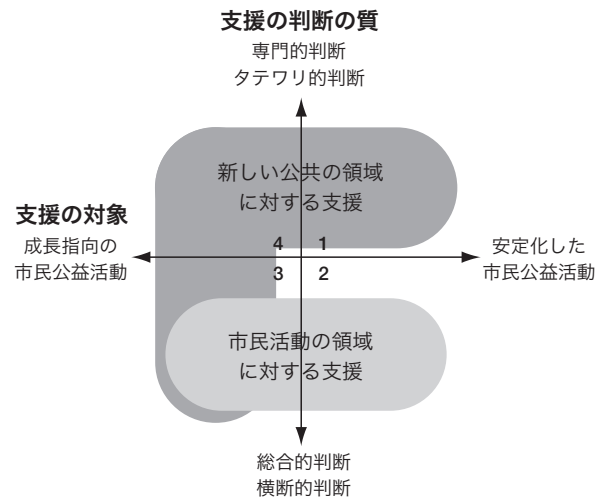 支援の判断の質
専門的判断
タテワリ的判断
新しい公共の領域
に対する支援
支援の対象
成長指向の
市民公益活動
4 1
3 2
安定化した
市民公益活動
市民活動の領域
に対する支援
総合的判断
横断的判断